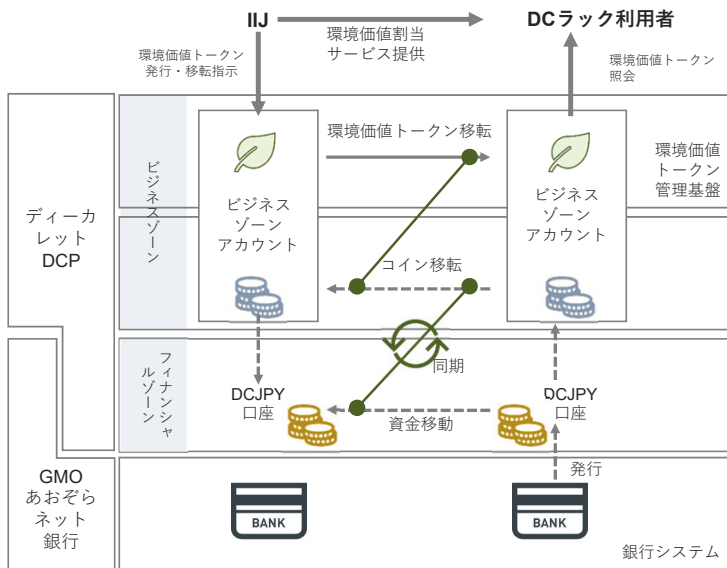 IIJ
DCラック利用者
環境価値割当
サービス提供
環境価値トークン
発行・移転指示
環境価値トークン
照会
ビジネスゾーン
環境価値トークン移転
ビジネス
ゾーン
アカウント
ビジネス
ゾーン
アカウント
環境価値
トークン
管理基盤
ディーカ
レット
DCP
コイン移転
フィナンシャ
ルゾーン
同期
DCJPY
口座
DCJPY
口座
資金移動
GMO
あおぞら
ネット
銀行
発行
BANK
BANK
銀行システム